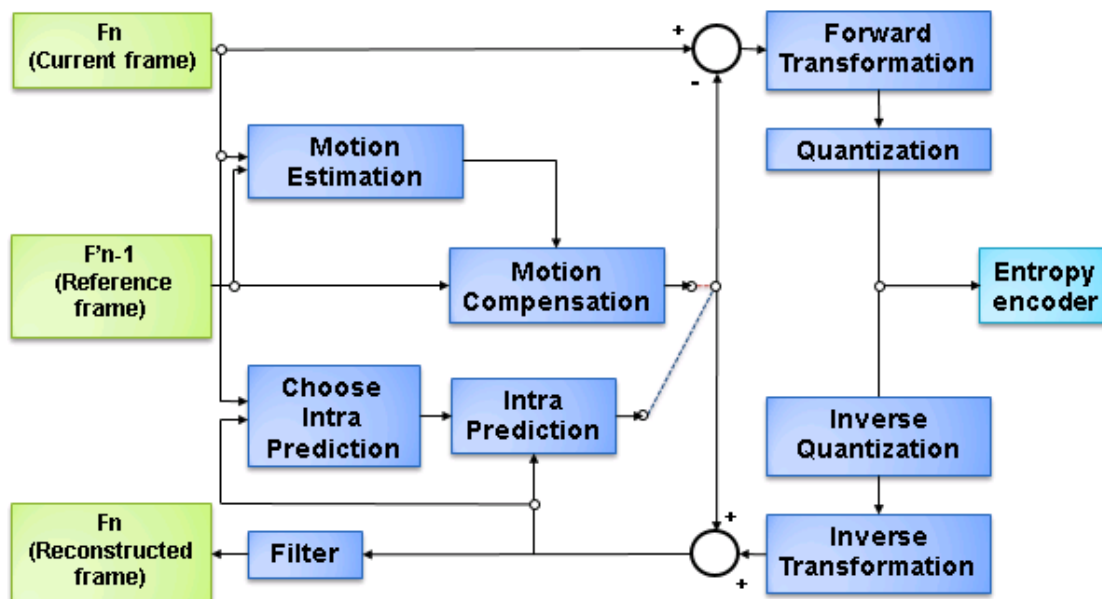 Fn
(Current frame)
+
-
Forward
Transformation
Motion
Estimation
Quantization
F'n-1
(Reference
frame)
Motion
Compensation
Entropy
encoder
Choose
Intra
Prediction
Intra
Prediction
Inverse
Quantization
Fn
(Reconstructed
frame)
Filter
+
+
Inverse
Transformation